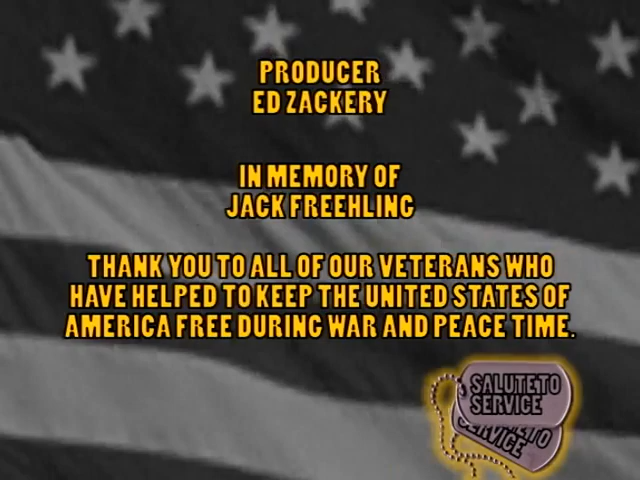 PRODUCER
ED ZACKERY
IN MEMORY OF
JACK FREEHLING
THANK YOU TO ALL OF OUR VETERANS WHO
HAVE HELPED TO KEEP THE UNITED STATES OF
AMERICA FREE DURING WAR AND PEACE TIME.
SALUTE TO
SERVICE
SERVICE